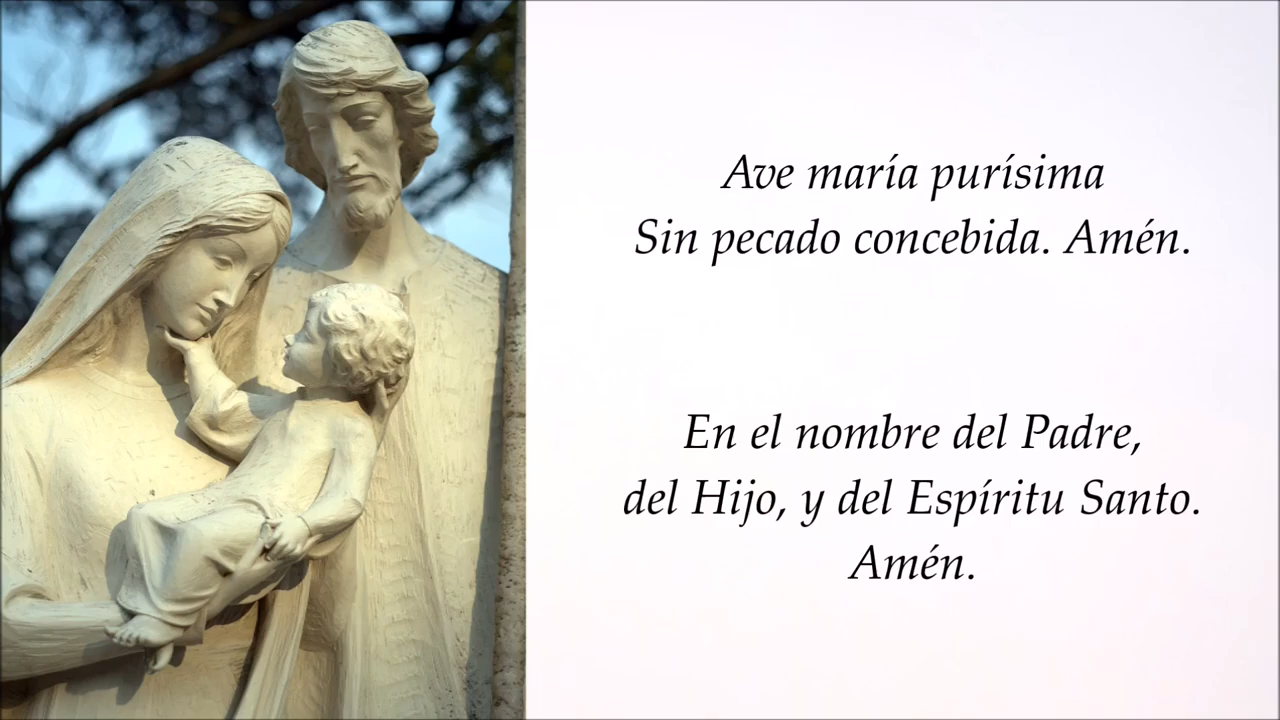 Ave maría purísima
Sin pecado concebida. Amén.
En el nombre del Padre,
del Hijo, y del Espíritu Santo.
Amén.